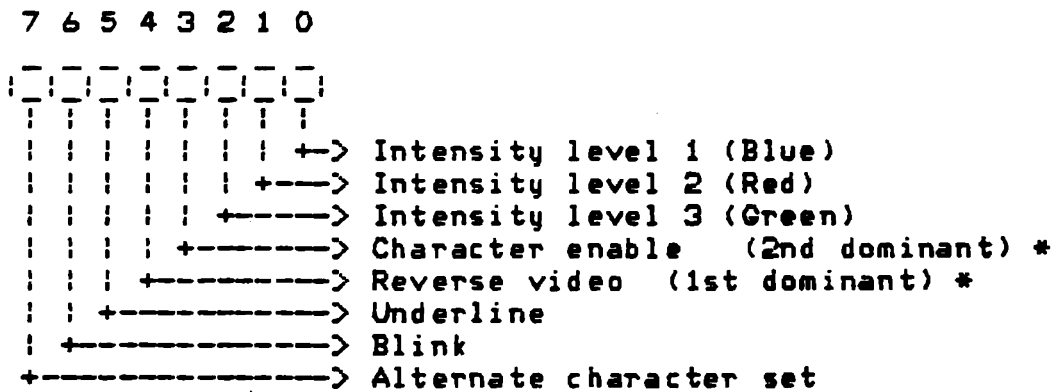 7 6 5 4 3 2 1 0
+-> Intensity level 1 (Blue)
+---> Intensity level 2 (Red)
+-----> Intensity level 3 (Green)
+-------> Character enable (2nd dominant) *
+---------> Reverse video (1st dominant) *
+-----------> Underline
+-------------> Blink
+---------------> Alternate character set